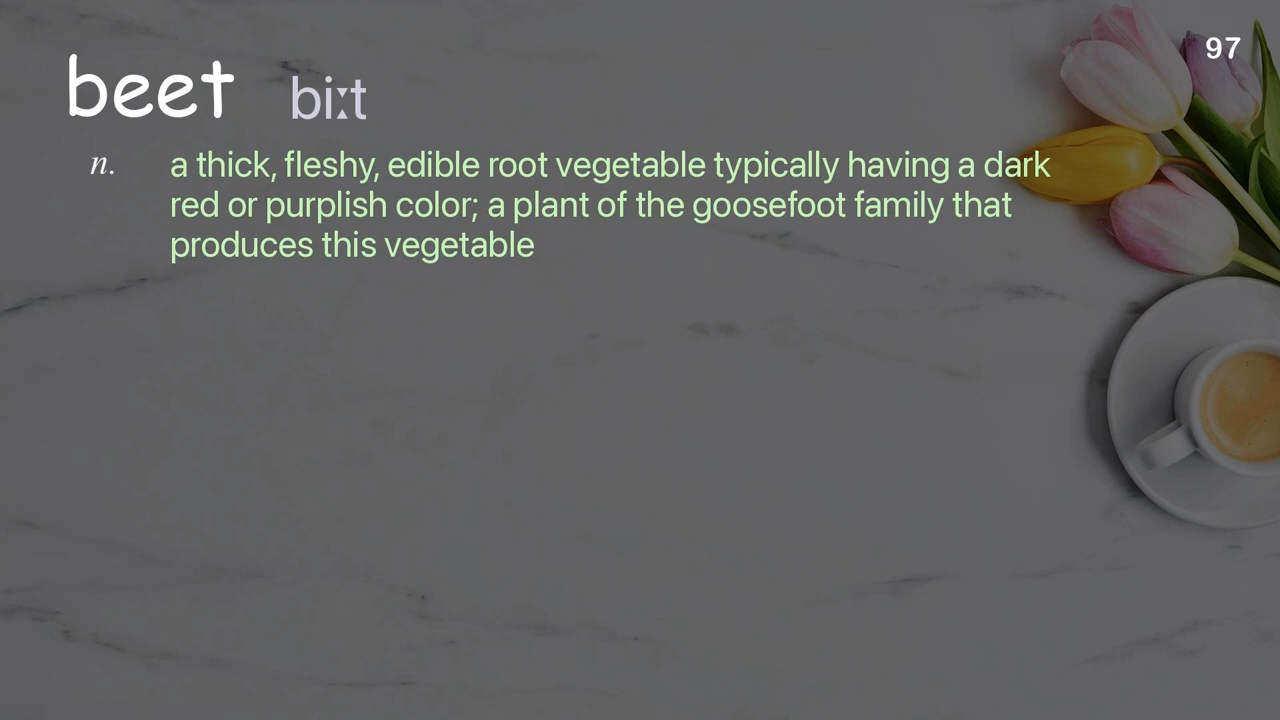 97
beet biːt
n. a thick, fleshy, edible root vegetable typically having a dark
red or purplish color; a plant of the goosefoot family that
produces this vegetable